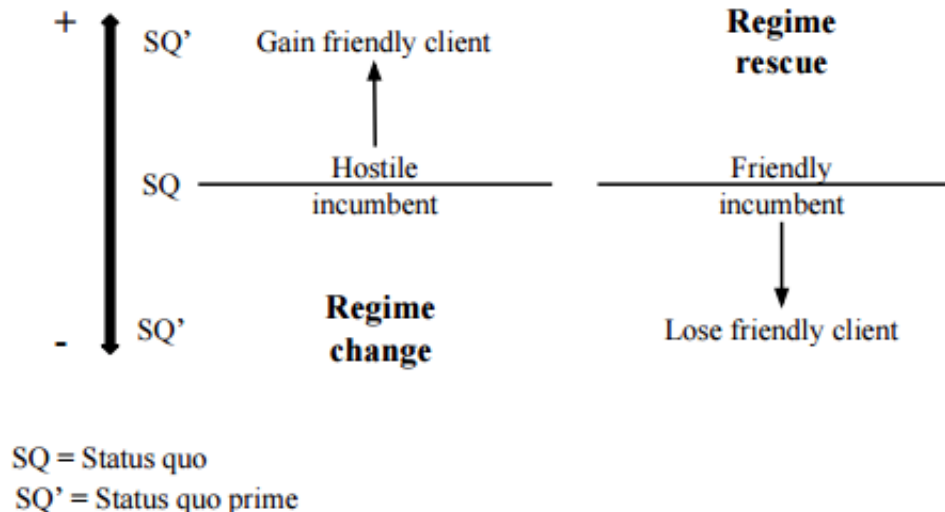 +
SQ’
Gain friendly client
Regime
rescue
SQ
Hostile
incumbent
Friendly
incumbent
-
SQ’
Regime
change
Lose friendly client
SQ = Status quo
SQ’ = Status quo prime